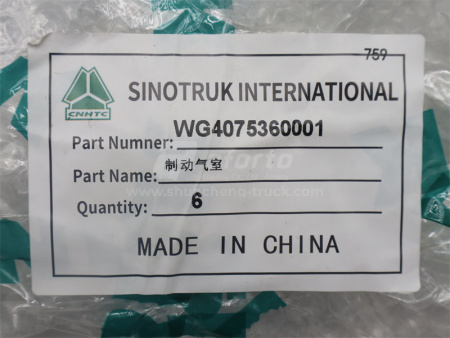 759
CNHTC
SINOTRUK INTERNATIONAL
Part Numner: WG4075360001
Part Name: 制动气室
Quantity: 6
MADE IN CHINA